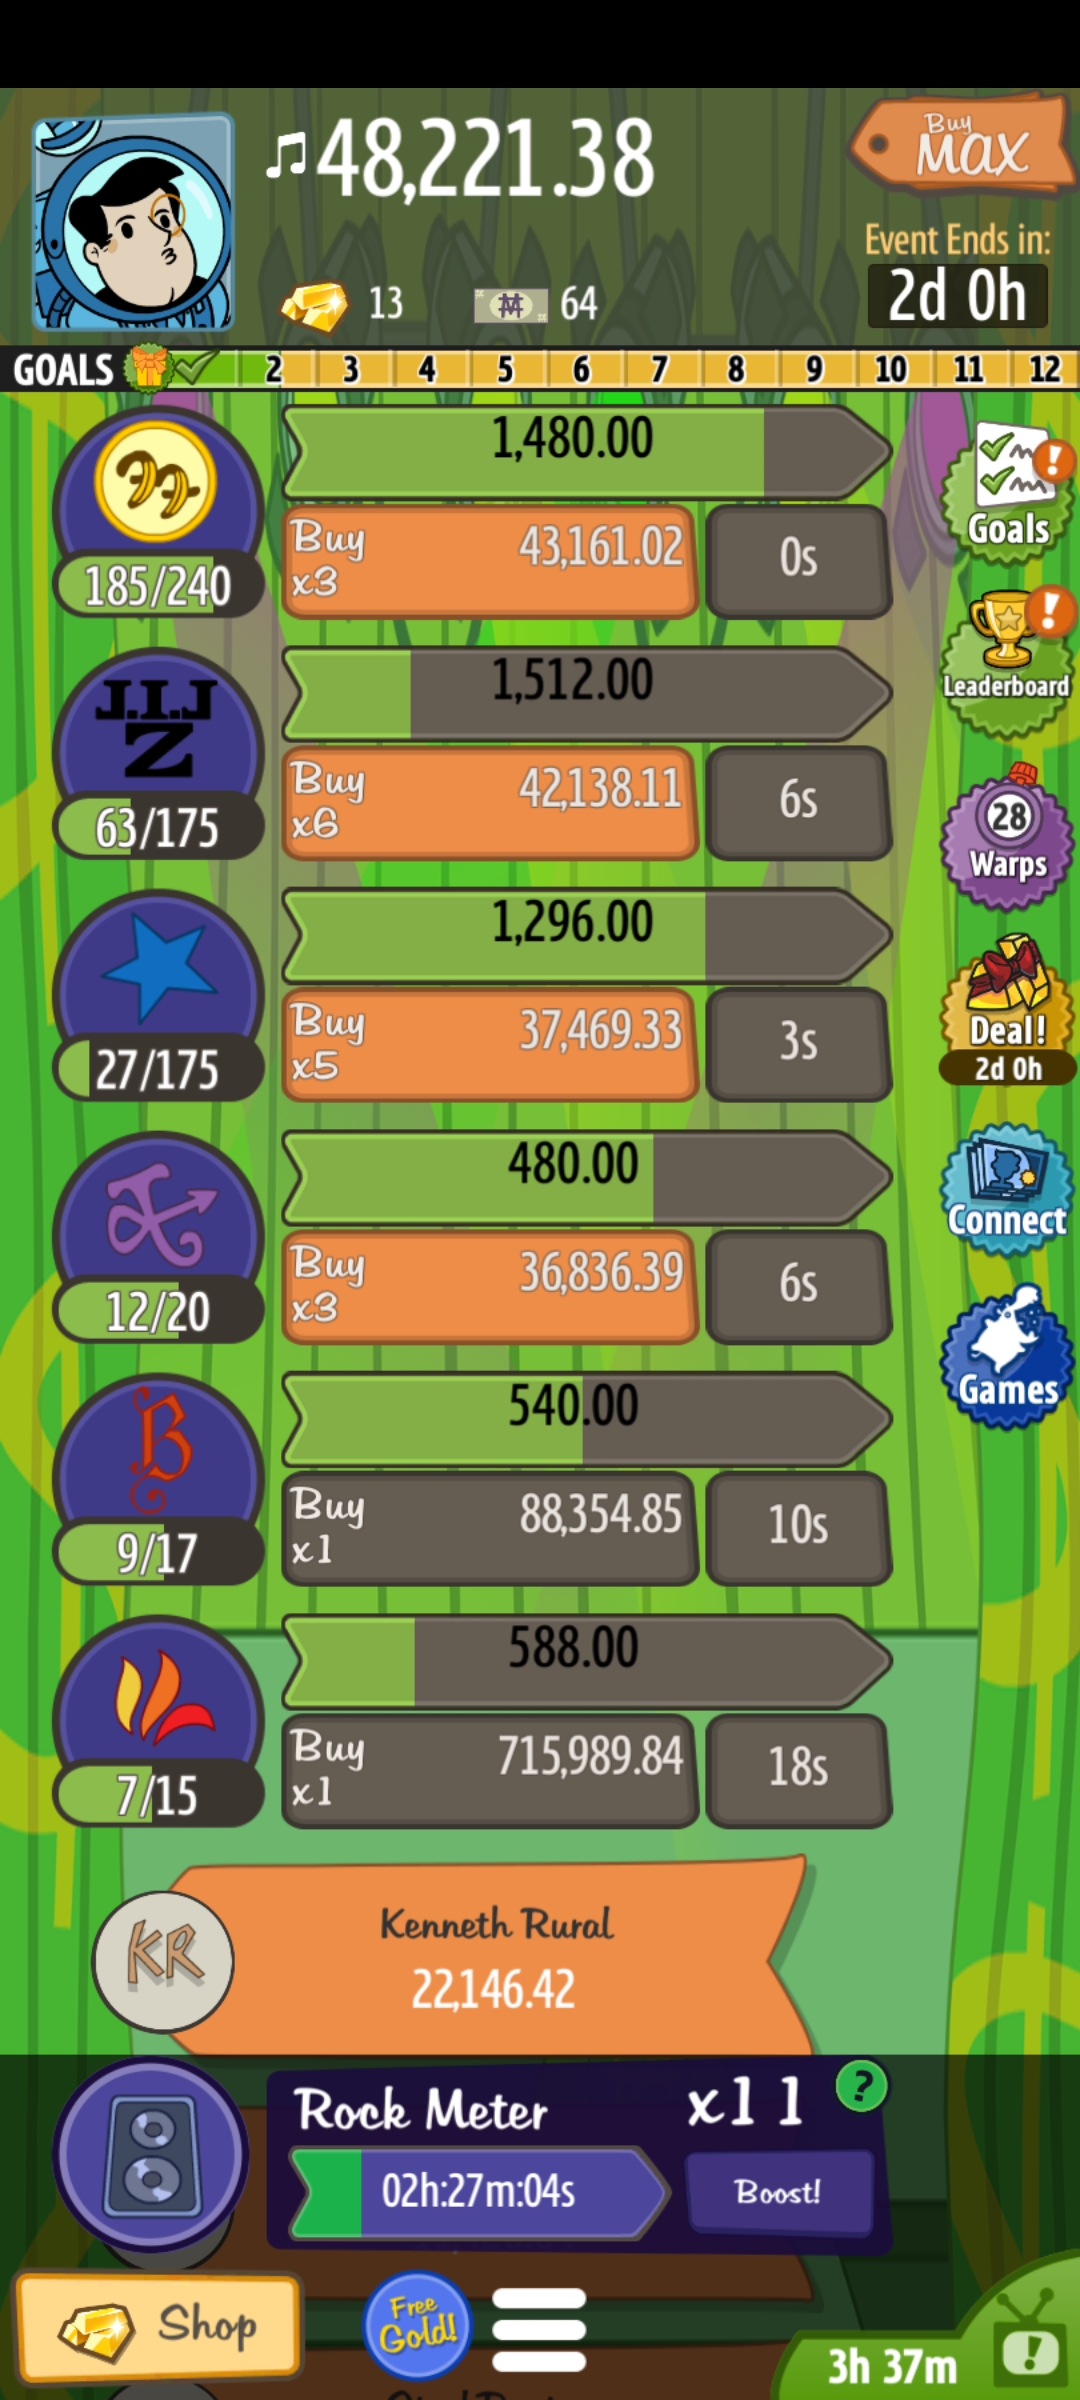 ♫48,221.38
Buy
MAX
Event Ends in:
2d 0h
13
64
GOALS 2 3 4 5 6 7 8 9 10 11 12
1,480.00
Buy
x3
43,161.02
0s
185/240
Goals
J.I.J
Z
1,512.00
Buy
x6
42,138.11
6s
63/175
Leaderboard
28
Warps
1,296.00
Buy
x5
37,469.33
3s
27/175
Deal!
2d 0h
480.00
Buy
x3
36,836.39
6s
12/20
Connect
B
540.00
Buy
x1
88,354.85
10s
9/17
Games
588.00
Buy
x1
715,989.84
18s
7/15
KR
Kenneth Rural
22,146.42
Rock Meter
x11
?
02h:27m:04s
Boost!
Shop
Free
Gold!
3h 37m
!